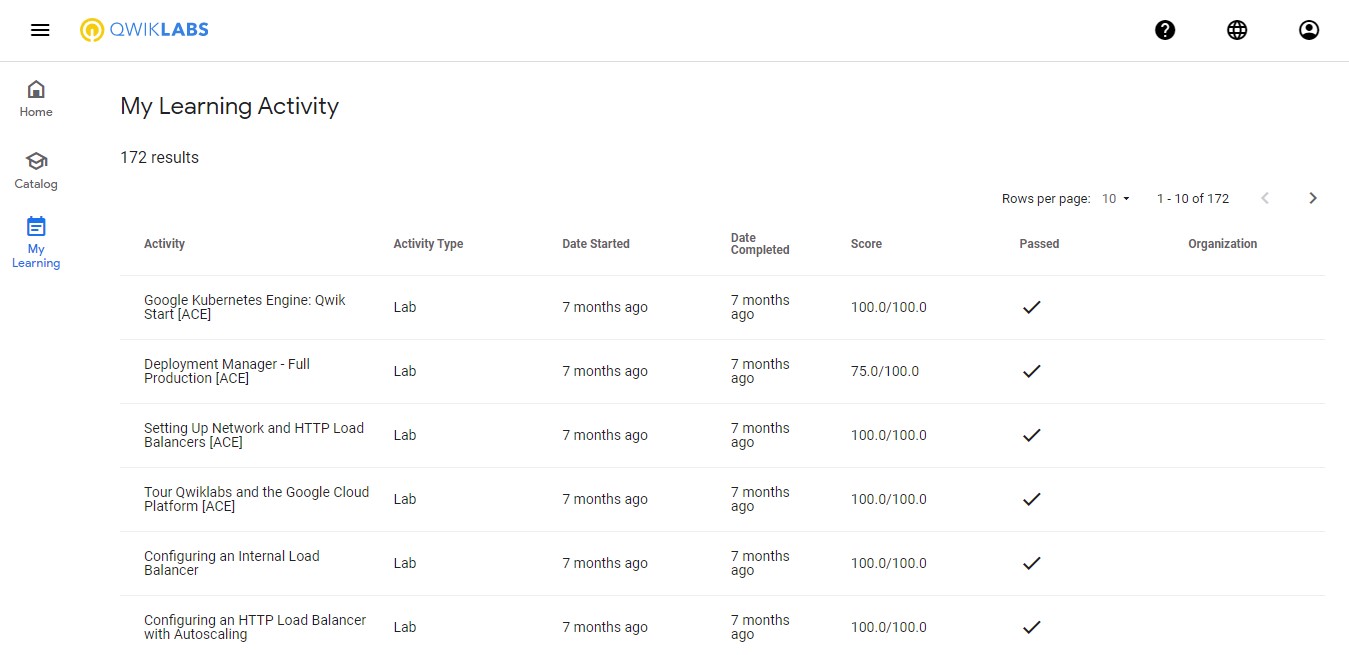 QWIKLABS
Home
Catalog
My
Learning
My Learning Activity
172 results
Rows per page: 10 1 - 10 of 172
Activity Activity Type Date Started Date Completed Score Passed Organization
Google Kubernetes Engine: Qwik
Start [ACE]
Lab 7 months ago 7 months
ago
100.0/100.0
Deployment Manager - Full
Production [ACE]
Lab 7 months ago 7 months
ago
75.0/100.0
Setting Up Network and HTTP Load
Balancers [ACE]
Lab 7 months ago 7 months
ago
100.0/100.0
Tour Qwiklabs and the Google Cloud
Platform [ACE]
Lab 7 months ago 7 months
ago
100.0/100.0
Configuring an Internal Load
Balancer
Lab 7 months ago 7 months
ago
100.0/100.0
Configuring an HTTP Load Balancer
with Autoscaling
Lab 7 months ago 7 months
ago
100.0/100.0